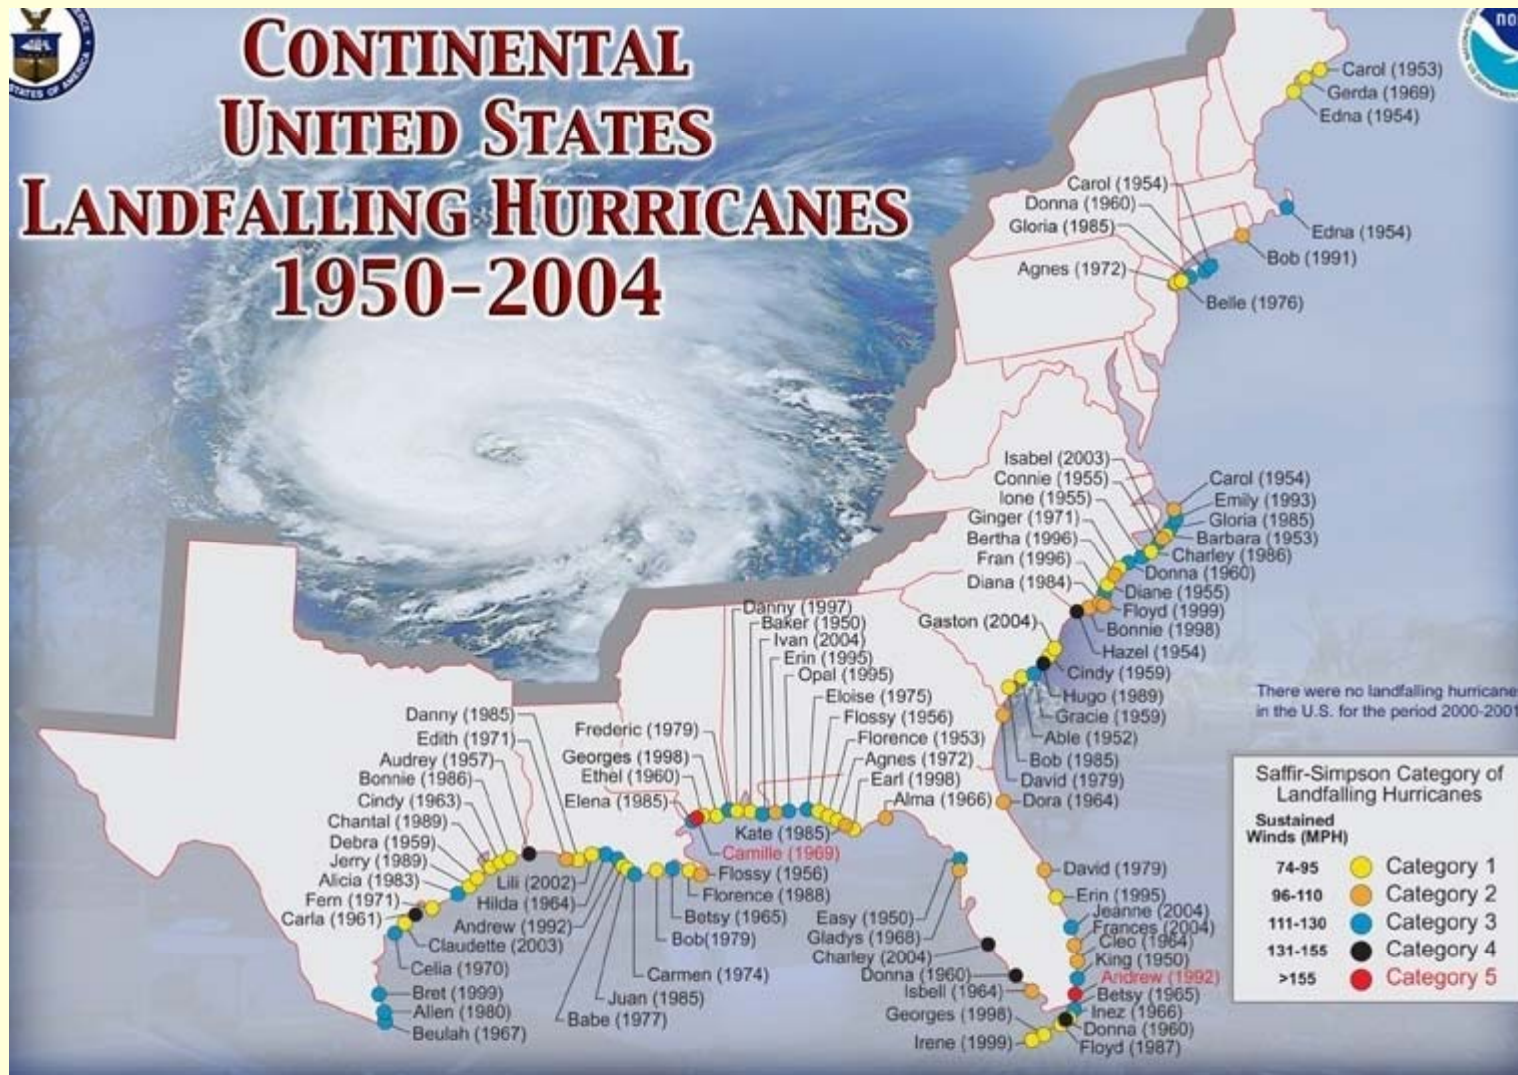 CONTINENTAL
UNITED STATES
LANDFALLING HURRICANES
1950-2004
STATES OF AMERICA
no
Carol (1953)
Gerda (1969)
Edna (1954)
Carol (1954)
Donna (1960)
Gloria (1985)
Agnes (1972)
Edna (1954)
Bob (1991)
Belle (1976)
Isabel (2003)
Connie (1955)
Ione (1955)
Ginger (1971)
Bertha (1996)
Fran (1996)
Diana (1984)
Gaston (2004)
Carol (1954)
Emily (1993)
Gloria (1985)
Barbara (1953)
Charley (1986)
Donna (1960)
Diane (1955)
Floyd (1999)
Bonnie (1998)
Hazel (1954)
Cindy (1959)
Hugo (1989)
Gracie (1959)
Able (1952)
Bob (1985)
David (1979)
Dora (1964)
Danny (1997)
Baker (1950)
Ivan (2004)
Erin (1995)
Opal (1995)
Eloise (1975)
Flossy (1956)
Florence (1953)
Agnes (1972)
Earl (1998)
Alma (1966)
Kate (1985)
Frederic (1979)
Georges (1998)
Ethel (1960)
Elena (1985)
Camille (1969)
Flossy (1956)
Florence (1988)
Betsy (1965)
Bob(1979)
Carmen (1974)
Juan (1985)
Babe (1977)
Danny (1985)
Edith (1971)
Audrey (1957)
Bonnie (1986)
Cindy (1963)
Chantal (1989)
Debra (1959)
Jerry (1989)
Alicia (1983)
Fern (1971)
Carla (1961)
Lili (2002)
Hilda (1964)
Andrew (1992)
Claudette (2003)
Celia (1970)
Bret (1999)
Allen (1980)
Beulah (1967)
Easy (1950)
Gladys (1968)
Charley (2004)
Donna (1960)
Isbell (1964)
Georges (1998)
Irene (1999)
David (1979)
Erin (1995)
Jeanne (2004)
Frances (2004)
Cleo (1964)
King (1950)
Andrew (1992)
Betsy (1965)
Inez (1966)
Donna (1960)
Floyd (1987)
There were no landfalling hurricane
in the U.S. for the period 2000-2001
Saffir-Simpson Category of
Landfalling Hurricanes
Sustained
Winds (MPH)
74-95 Category 1
96-110 Category 2
111-130 Category 3
131-155 Category 4
>155 Category 5